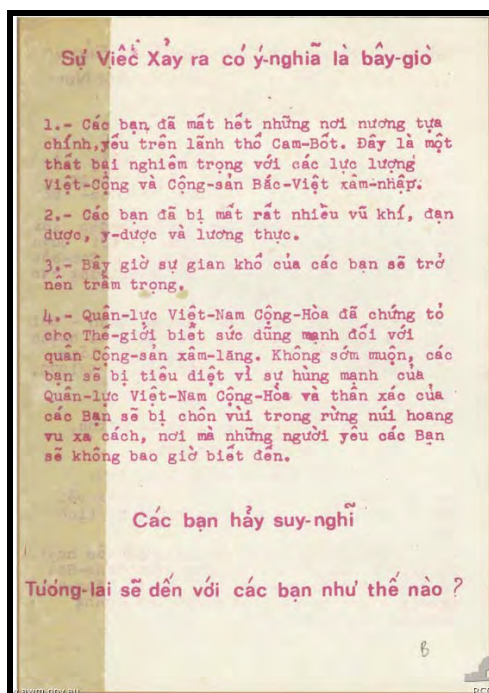 Sự Việc Xảy ra có ý-nghiã là bây-giò
1.- Các bạn đã mất hết những nơi nương tựa
chính,yếu trên lãnh thổ Cam-Bốt. Đây là một
thất bại nghiêm trọng với các lực lượng
Việt-Cộng và Cộng-sản Bắc-Việt xâm-nhập.
2.- Các bạn đã bị mất rất nhiều vũ khí, đạn
dược, y-dược và lương thực.
3.- Bây giờ sự gian khổ của các bạn sẽ trở
nên trầm trọng.
4.- Quân-lực Việt-Nam Cộng-Hòa đã chứng tỏ
cho Thế-giới biết sức dũng mạnh đối với
quân Cộng-sản xâm-lăng. Không sớm muộn, các
bạn sẽ bị tiêu diệt vì sự hùng mạnh của
Quân-lực Việt-Nam Cộng-Hòa và thân xác của
các Bạn sẽ bị chôn vùi trong rừng núi hoang
vu xa cách, nơi mà những người yêu các Bạn
sẽ không bao giờ biết đến.
Các bạn hảy suy-nghĩ
Tương-lai sẽ dến với các bạn như thế nào ?
B